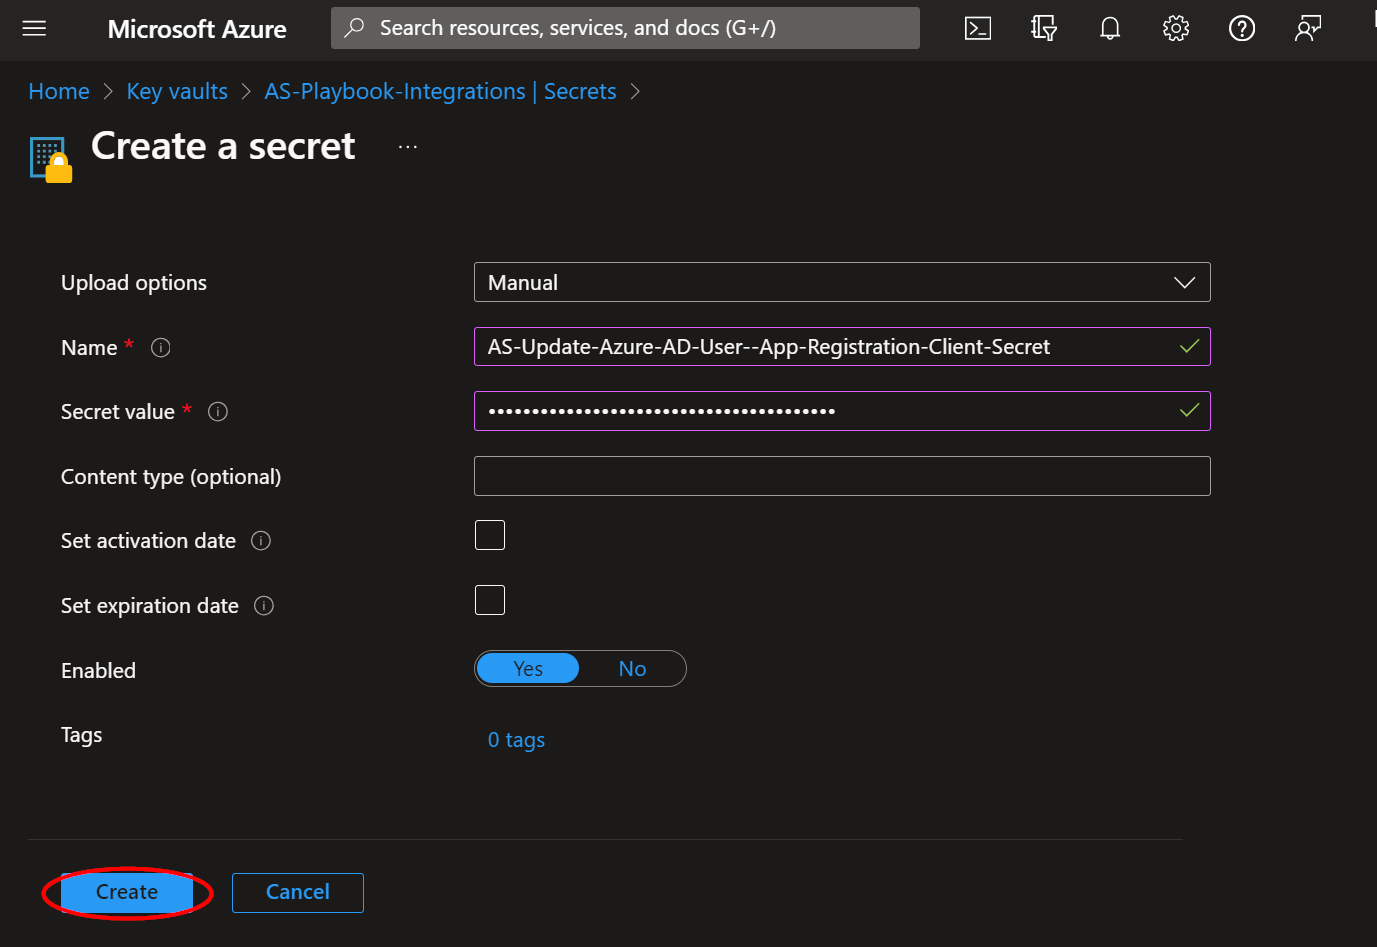 Microsoft Azure
Search resources, services, and docs (G+/)
Home > Key vaults > AS-Playbook-Integrations | Secrets >
Create a secret ...
Upload options
Manual
Name *
AS-Update-Azure-AD-User--App-Registration-Client-Secret
Secret value *
••••••••••••••••••••••••••••••••••••••••
Content type (optional)
Set activation date
Set expiration date
Enabled
Yes No
Tags
0 tags
Create Cancel